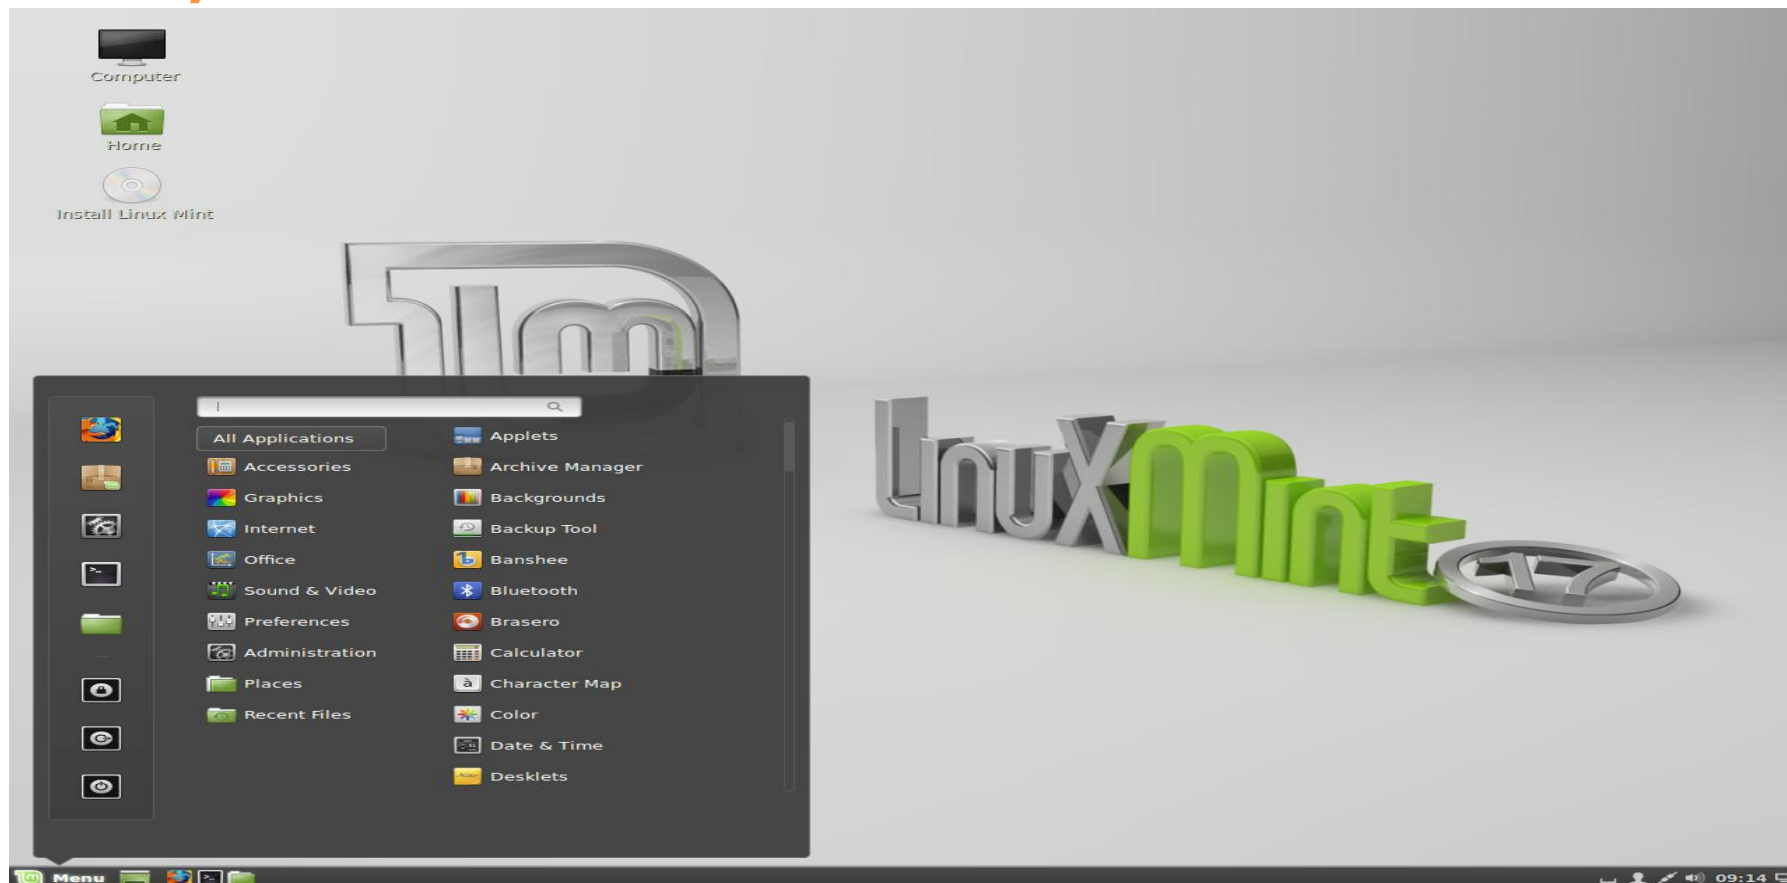 Computer
Home
Install Linux Mint
Linux Mint 17
All Applications
Accessories
Graphics
Internet
Office
Sound & Video
Preferences
Administration
Places
Recent Files
Applets
Archive Manager
Backgrounds
Backup Tool
Banshee
Bluetooth
Brasero
Calculator
Character Map
Color
Date & Time
Desklets
Menu
09:14